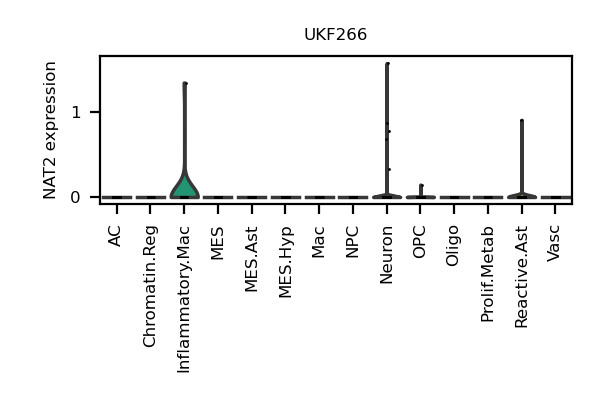 UKF266
NAT2 expression
1
0
AC
Chromatin.Reg
Inflammatory.Mac
MES
MES.Ast
MES.Hyp
Mac
NPC
Neuron
OPC
Oligo
Prolif.Metab
Reactive.Ast
Vasc